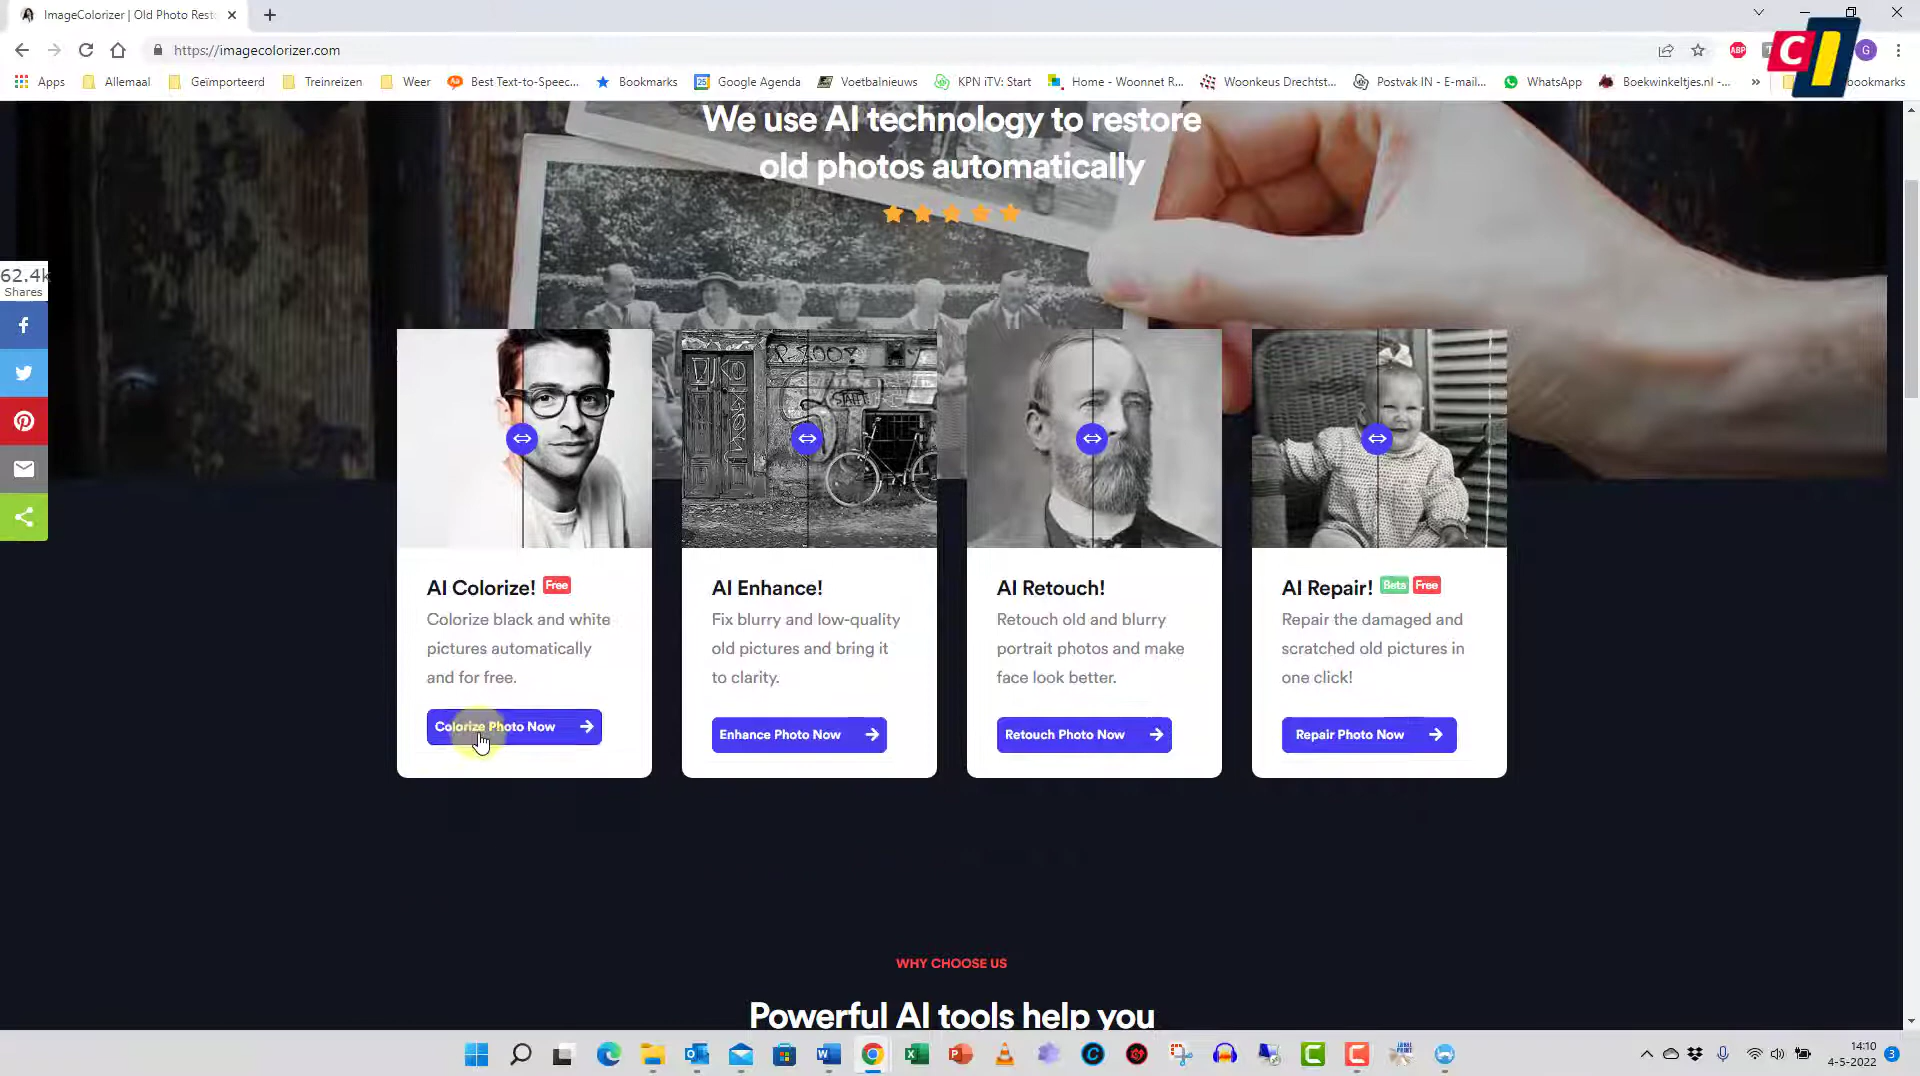 ImageColorizer | Old Photo Rest
https://imagecolorizer.com
ABP
G
CI
Apps
Allemaal
Geïmporteerd
Treinreizen
Weer
Best Text-to-Speec...
Bookmarks
Google Agenda
Voetbalnieuws
KPN iTV: Start
Home - Woonnet R...
Woonkeus Drechtst...
Postvak IN - E-mail...
WhatsApp
Boekwinkeltjes.nl -...
»
bookmarks
We use AI technology to restore
old photos automatically
62.4k
Shares
AI Colorize! Free
Colorize black and white
pictures automatically
and for free.
Colorize Photo Now
AI Enhance!
Fix blurry and low-quality
old pictures and bring it
to clarity.
Enhance Photo Now
AI Retouch!
Retouch old and blurry
portrait photos and make
face look better.
Retouch Photo Now
AI Repair! Beta Free
Repair the damaged and
scratched old pictures in
one click!
Repair Photo Now
WHY CHOOSE US
Powerful AI tools help you
14:10
4-5-2022
3